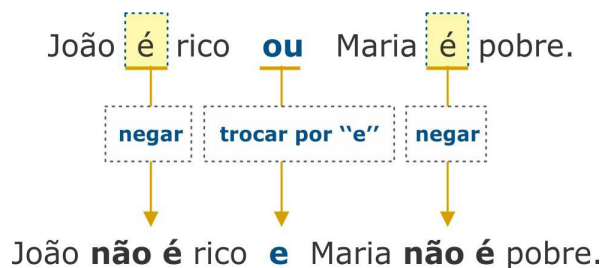 João é rico ou Maria é pobre.
negar trocar por “e” negar
João não é rico e Maria não é pobre.